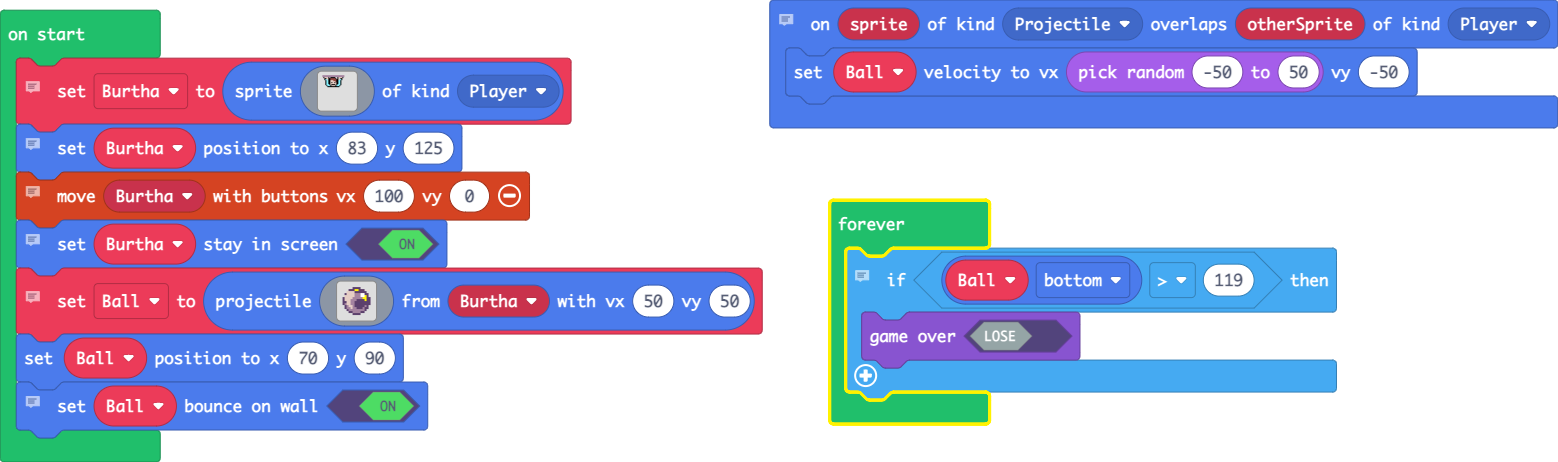 on start
set Burtha to sprite of kind Player
set Burtha position to x 83 y 125
move Burtha with buttons vx 100 vy 0
set Burtha stay in screen ON
set Ball to projectile from Burtha with vx 50 vy 50
set Ball position to x 70 y 90
set Ball bounce on wall ON
on sprite of kind Projectile overlaps otherSprite of kind Player
set Ball velocity to vx pick random -50 to 50 vy -50
forever
if Ball bottom > 119 then
game over LOSE